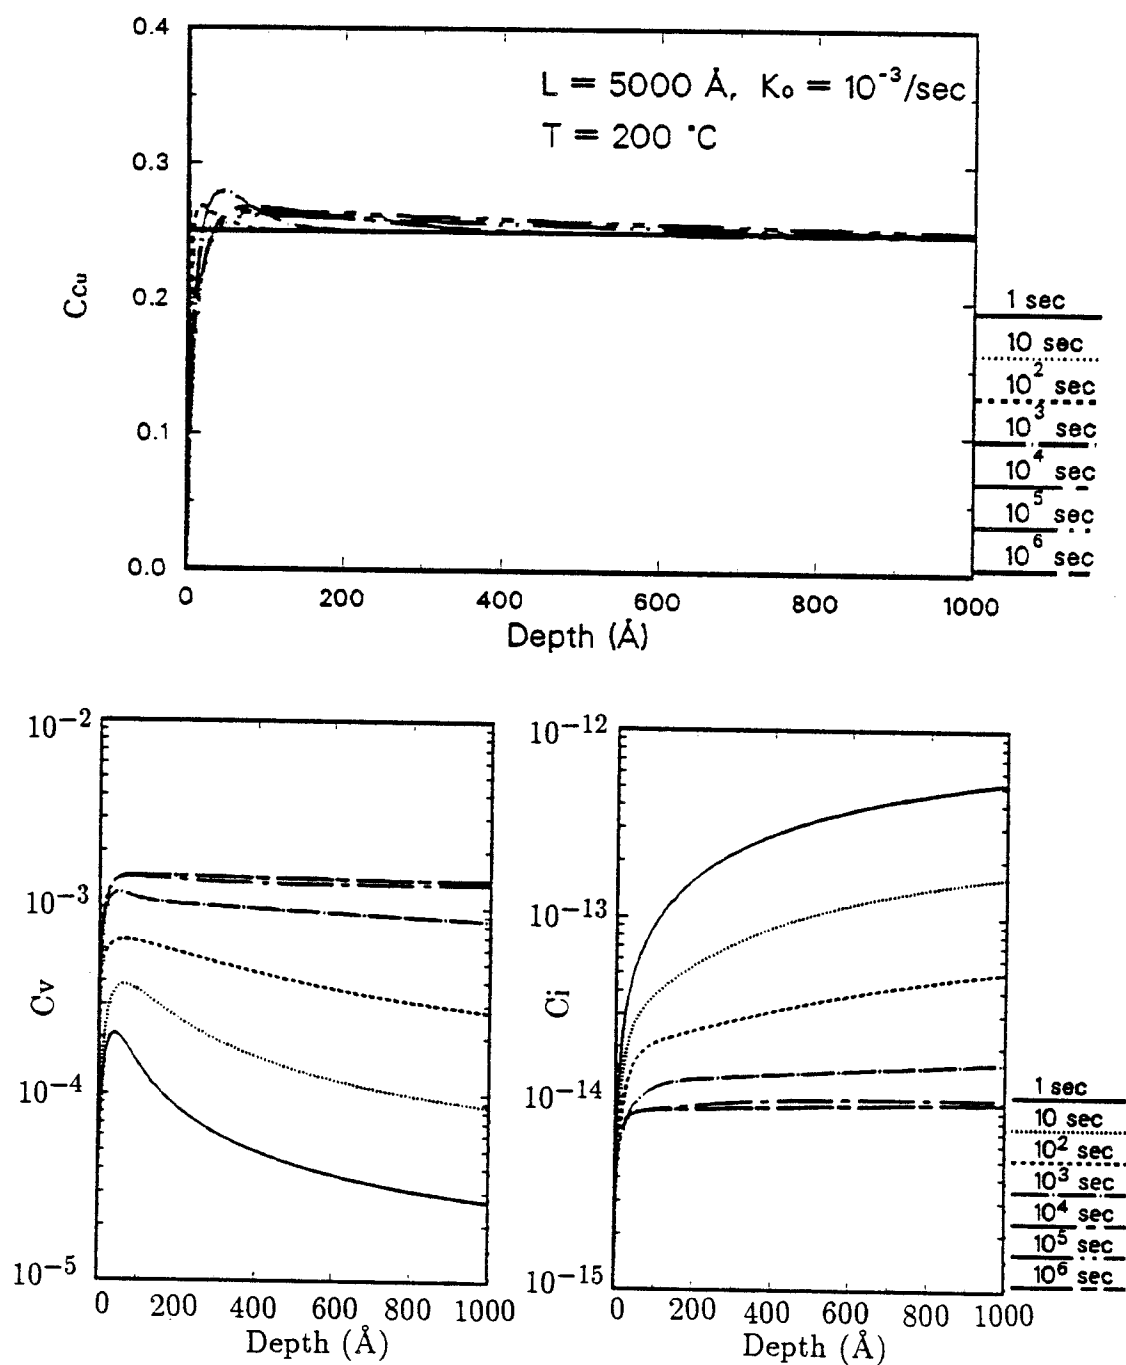 0.4
L = 5000 Å, Ko = 10⁻³/sec
T = 200 °C
0.3
0.2
0.1
0.0
Ccu
0
200
400
600
800
1000
Depth (Å)
1 sec
10 sec
10² sec
10³ sec
10⁴ sec
10⁵ sec
10⁶ sec
10⁻²
10⁻³
10⁻⁴
10⁻⁵
Cv
0
200
400
600
800
1000
Depth (Å)
10⁻¹²
10⁻¹³
10⁻¹⁴
10⁻¹⁵
Ci
0
200
400
600
800
1000
Depth (Å)
1 sec
10 sec
10² sec
10³ sec
10⁴ sec
10⁵ sec
10⁶ sec